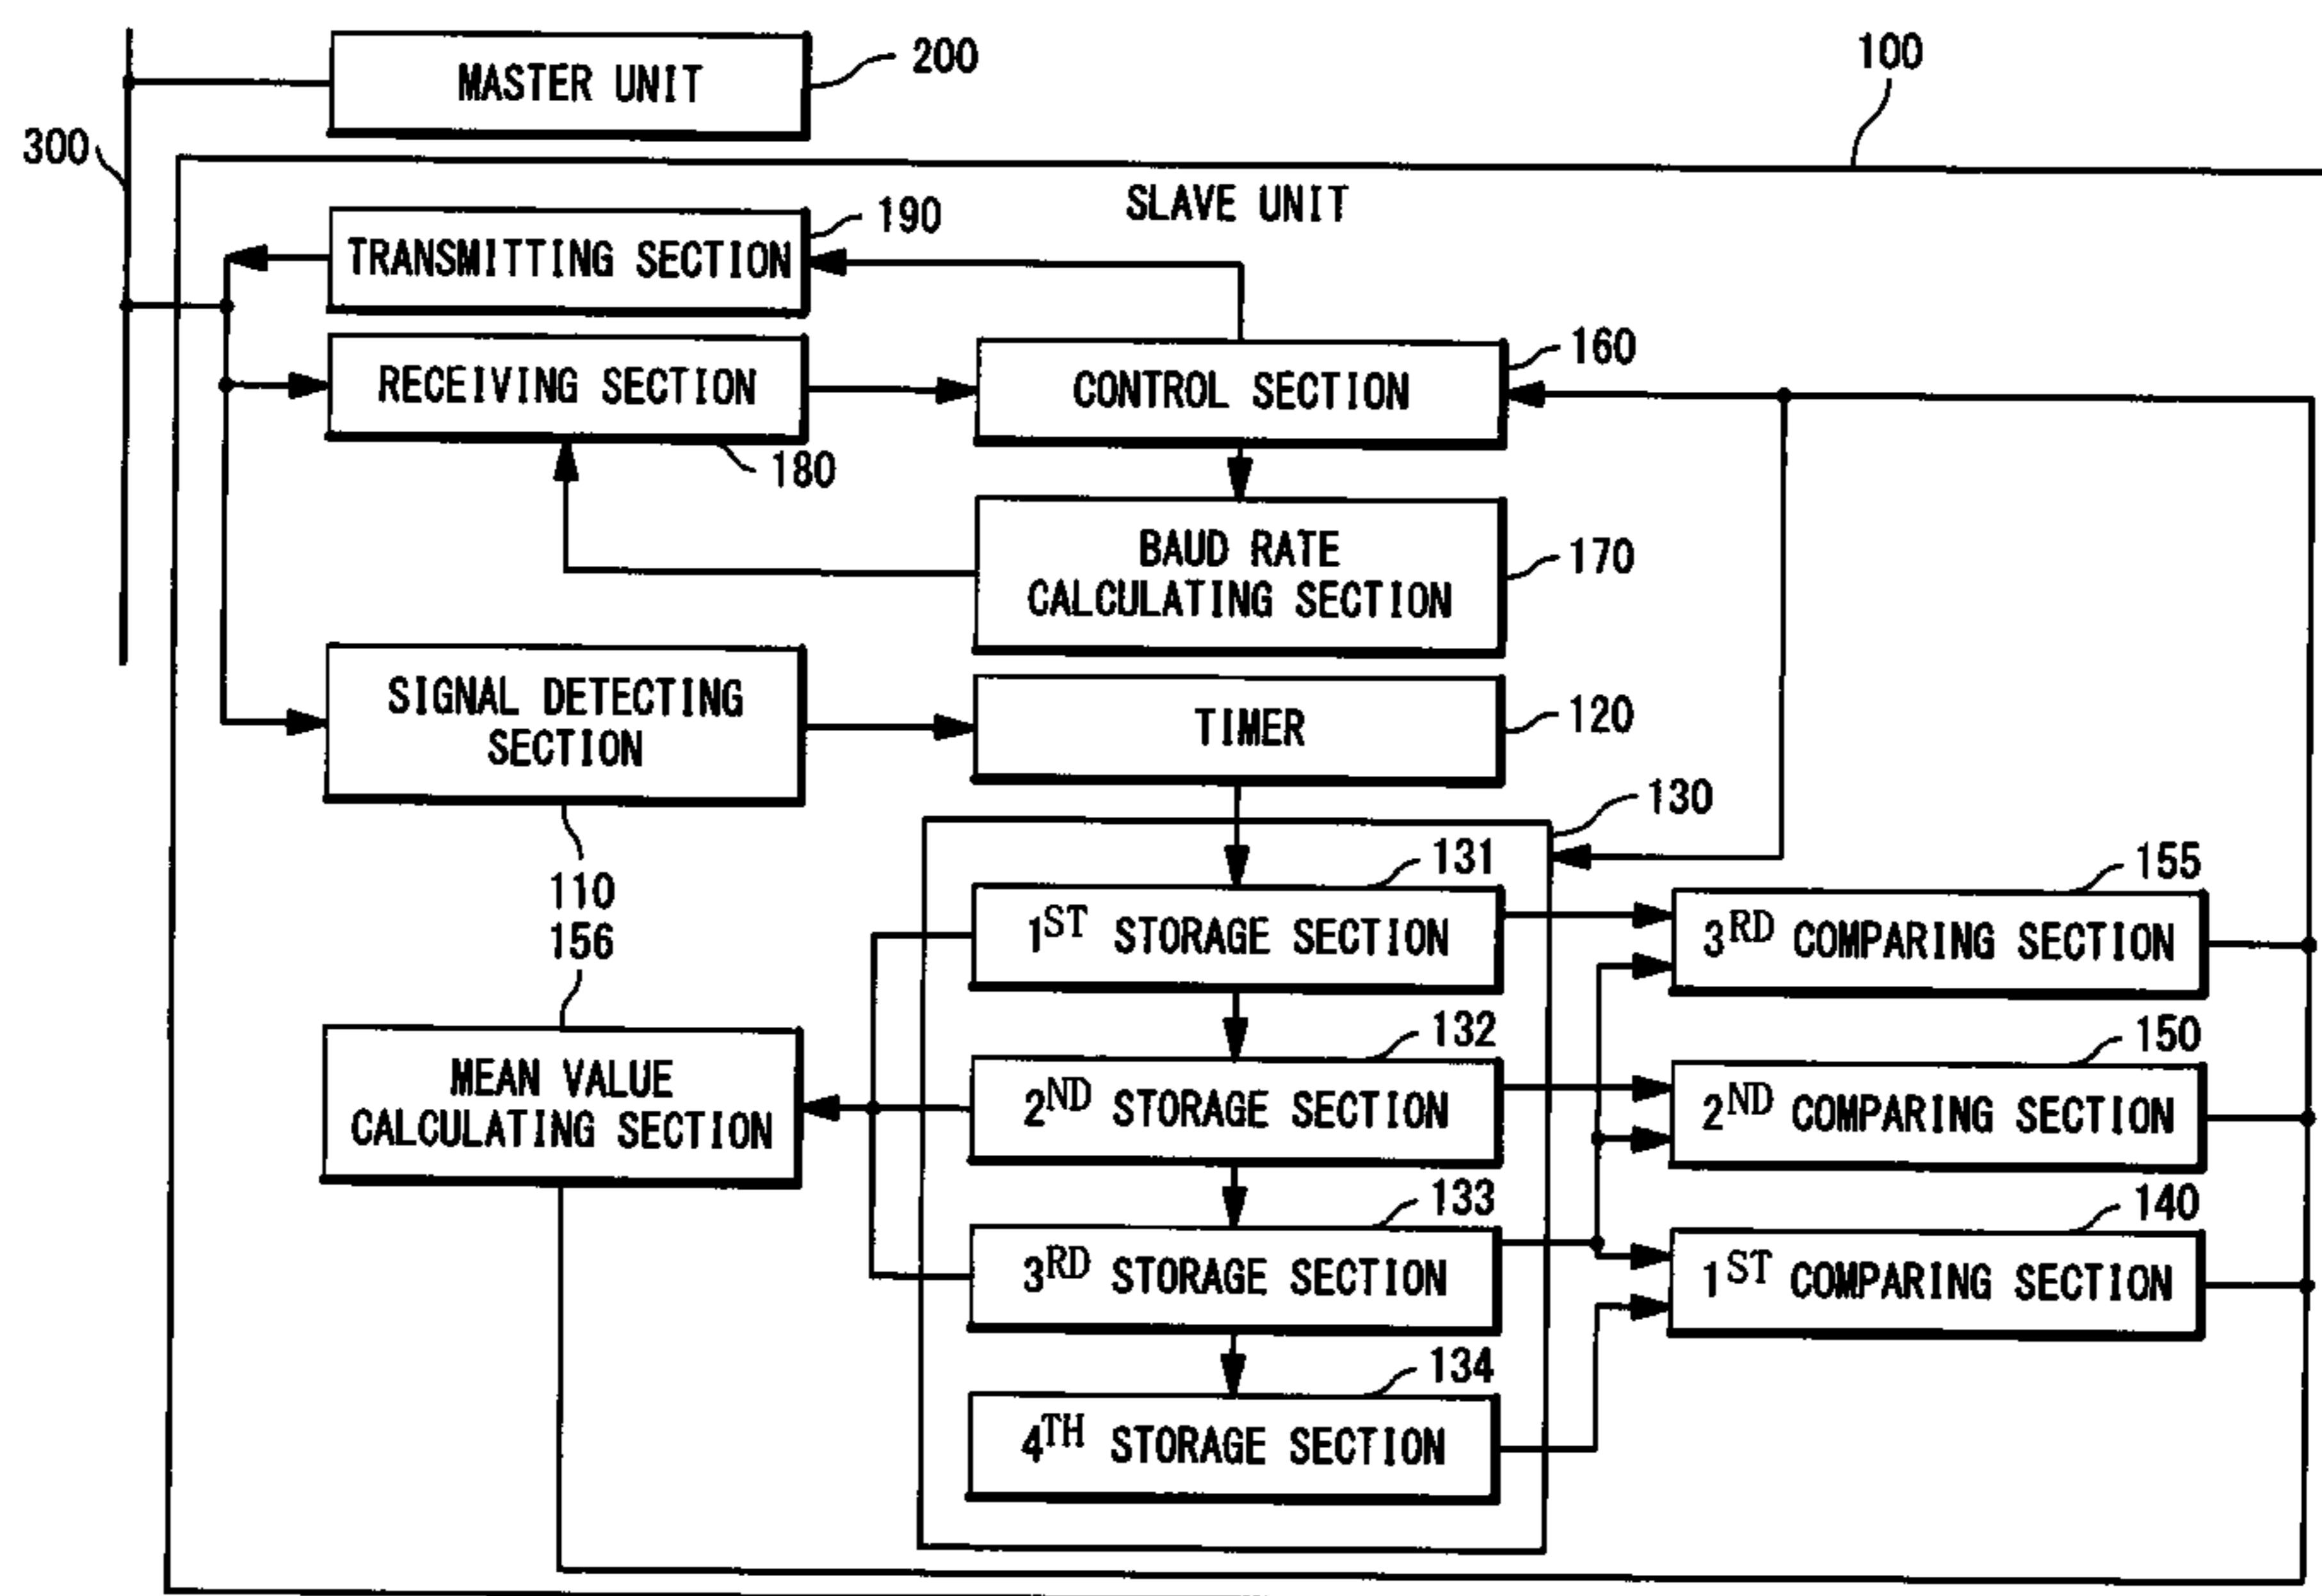 MASTER UNIT
200
100
300
SLAVE UNIT
TRANSMITTING SECTION
190
RECEIVING SECTION
180
CONTROL SECTION
160
BAUD RATE
CALCULATING SECTION
170
SIGNAL DETECTING
SECTION
110
TIMER
120
130
131
1ST STORAGE SECTION
155
3RD COMPARING SECTION
156
MEAN VALUE
CALCULATING SECTION
132
2ND STORAGE SECTION
150
2ND COMPARING SECTION
133
3RD STORAGE SECTION
140
1ST COMPARING SECTION
134
4TH STORAGE SECTION